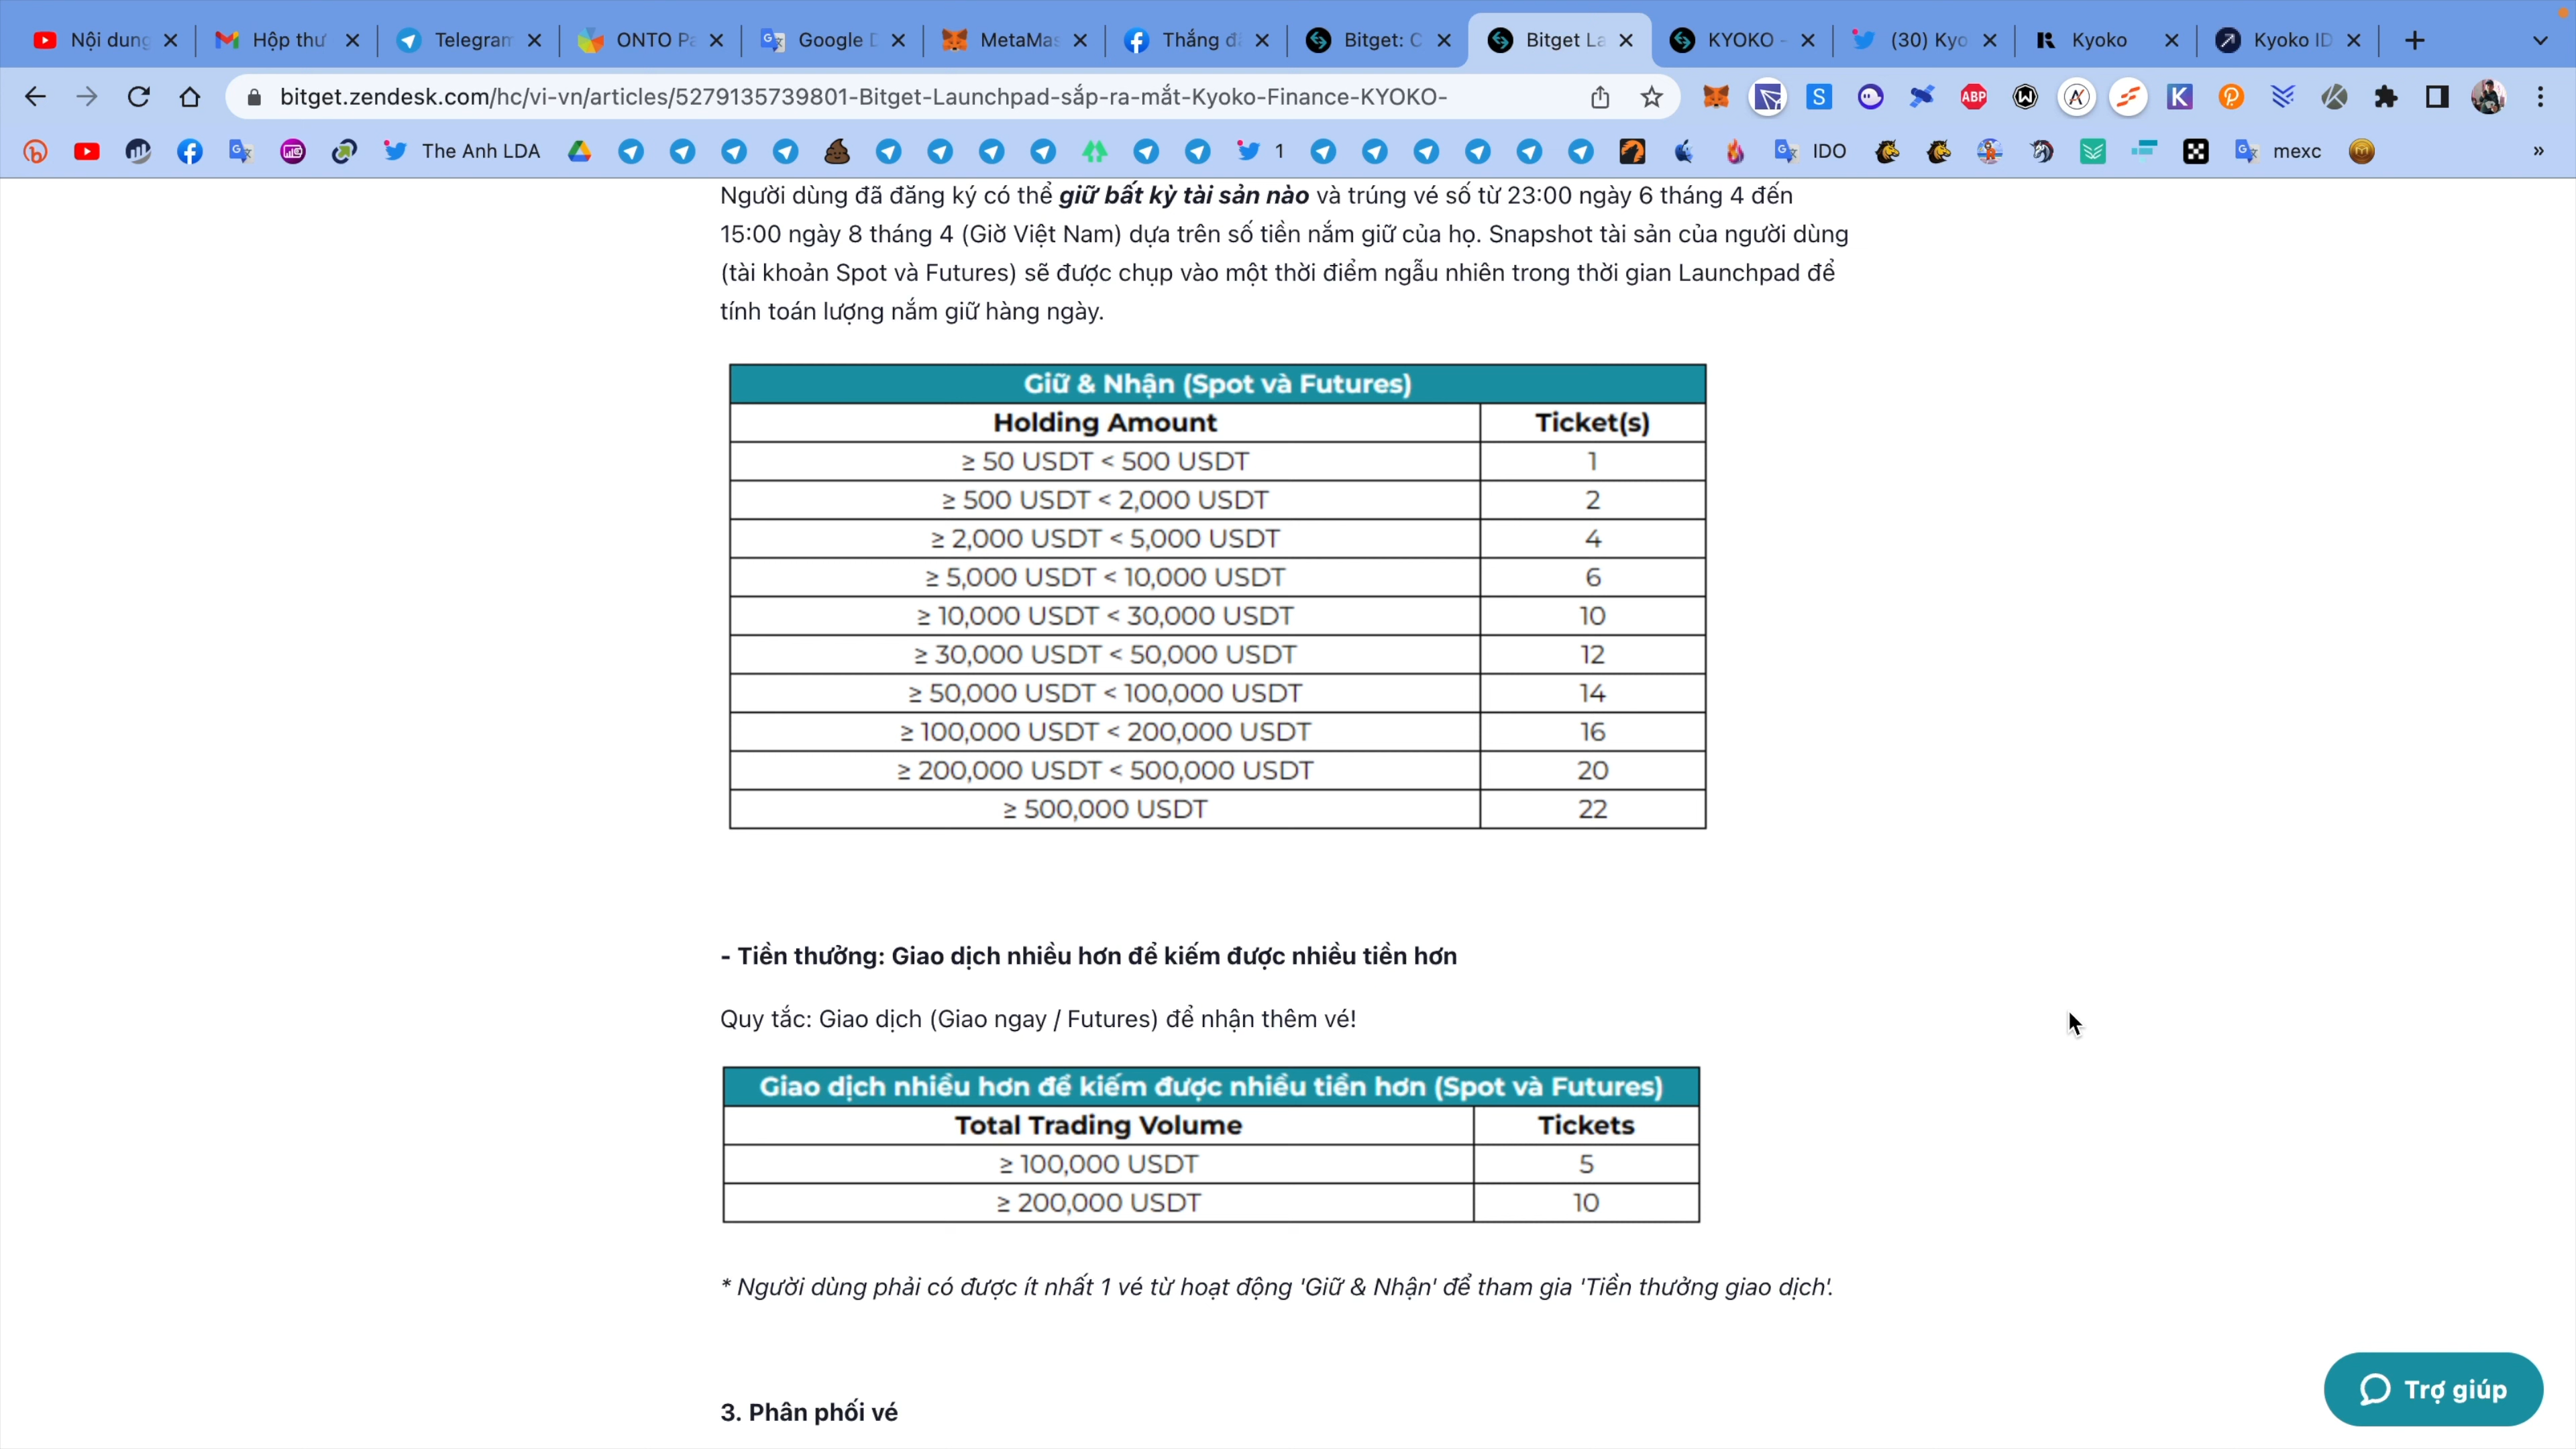 Nội dung
Hộp thư
Telegram
ONTO Pa
Google D
MetaMas
Thắng đ
Bitget: C
Bitget La
KYOKO -
(30) Kyo
Kyoko
Kyoko ID
bitget.zendesk.com/hc/vi-vn/articles/5279135739801-Bitget-Launchpad-sắp-ra-mắt-Kyoko-Finance-KYOKO-
S
ABP
K
The Anh LDA
1
IDO
mexc
»
Người dùng đã đăng ký có thể giữ bất kỳ tài sản nào và trúng vé số từ 23:00 ngày 6 tháng 4 đến
15:00 ngày 8 tháng 4 (Giờ Việt Nam) dựa trên số tiền nắm giữ của họ. Snapshot tài sản của người dùng
(tài khoản Spot và Futures) sẽ được chụp vào một thời điểm ngẫu nhiên trong thời gian Launchpad để
tính toán lượng nắm giữ hàng ngày.
Giữ & Nhận (Spot và Futures)
Holding Amount Ticket(s)
≥ 50 USDT < 500 USDT 1
≥ 500 USDT < 2,000 USDT 2
≥ 2,000 USDT < 5,000 USDT 4
≥ 5,000 USDT < 10,000 USDT 6
≥ 10,000 USDT < 30,000 USDT 10
≥ 30,000 USDT < 50,000 USDT 12
≥ 50,000 USDT < 100,000 USDT 14
≥ 100,000 USDT < 200,000 USDT 16
≥ 200,000 USDT < 500,000 USDT 20
≥ 500,000 USDT 22
- Tiền thưởng: Giao dịch nhiều hơn để kiếm được nhiều tiền hơn
Quy tắc: Giao dịch (Giao ngay / Futures) để nhận thêm vé!
Giao dịch nhiều hơn để kiếm được nhiều tiền hơn (Spot và Futures)
Total Trading Volume Tickets
≥ 100,000 USDT 5
≥ 200,000 USDT 10
* Người dùng phải có được ít nhất 1 vé từ hoạt động 'Giữ & Nhận' để tham gia 'Tiền thưởng giao dịch'.
3. Phân phối vé
Trợ giúp